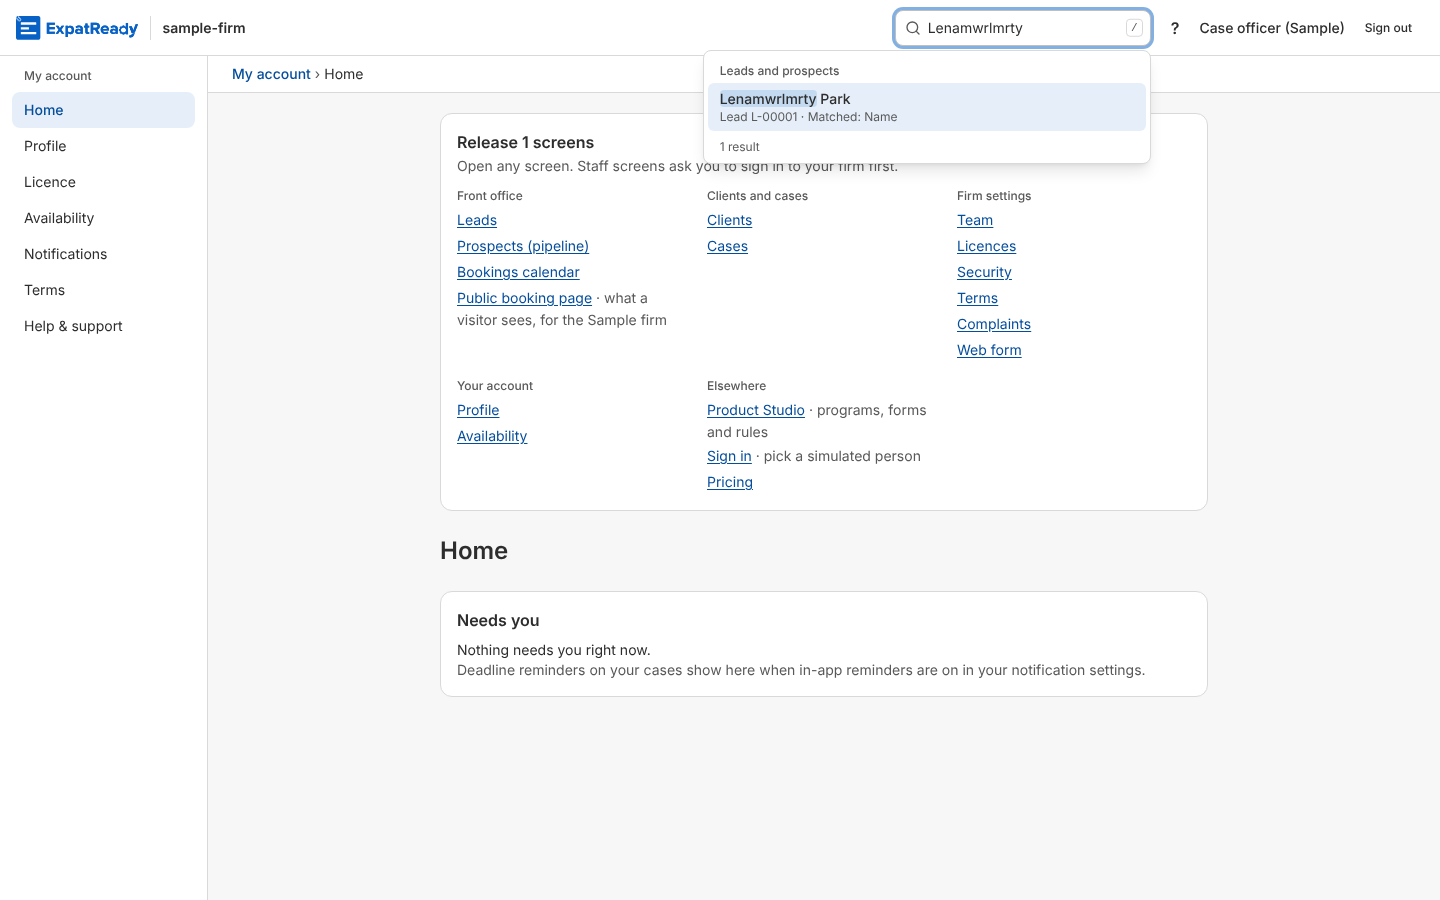 ExpatReady
sample-firm
Lenamwrlmrty
/
?
Case officer (Sample)
Sign out
My account
Home
Profile
Licence
Availability
Notifications
Terms
Help & support
My account › Home
Leads and prospects
Lenamwrlmrty Park
Lead L-00001 · Matched: Name
1 result
Release 1 screens
Open any screen. Staff screens ask you to sign in to your firm first.
Front office
Leads
Prospects (pipeline)
Bookings calendar
Public booking page · what a
visitor sees, for the Sample firm
Clients and cases
Clients
Cases
Firm settings
Team
Licences
Security
Terms
Complaints
Web form
Your account
Profile
Availability
Elsewhere
Product Studio · programs, forms
and rules
Sign in · pick a simulated person
Pricing
Home
Needs you
Nothing needs you right now.
Deadline reminders on your cases show here when in-app reminders are on in your notification settings.